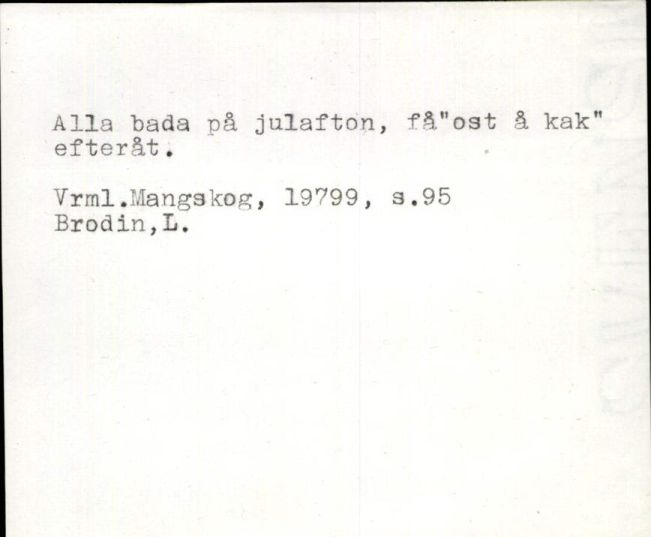 Alla bada på julafton, få"ost å kak"
efteråt.
Vrml.Mangskog, 19799, s.95
Brodin,L.